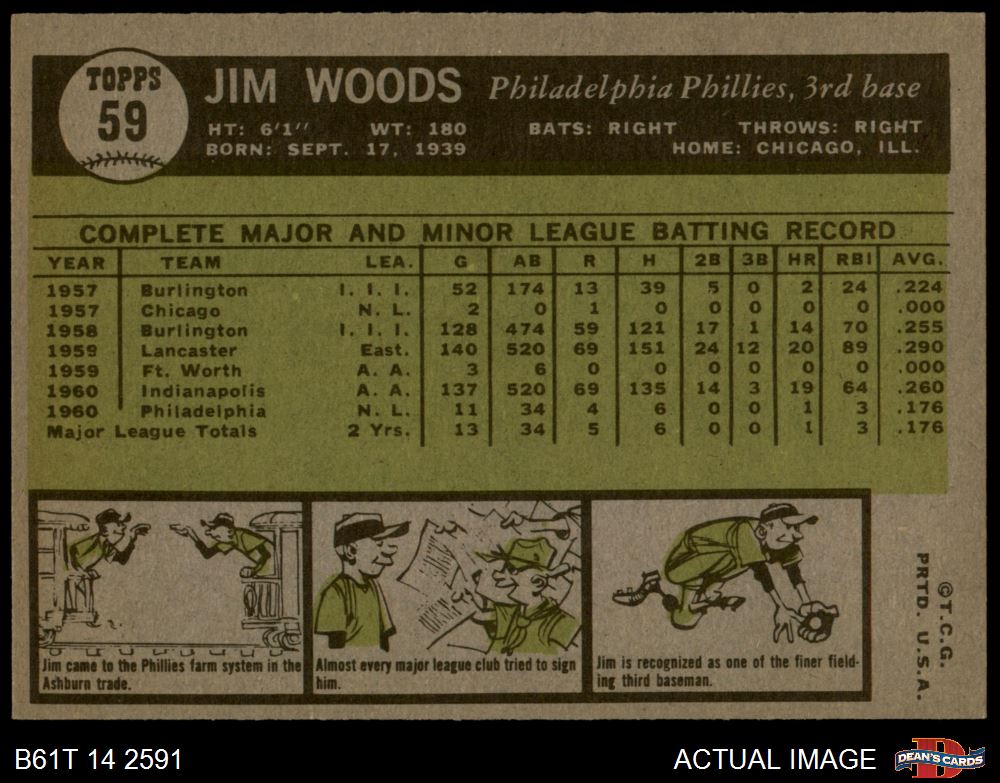 TOPPS
59
JIM WOODS Philadelphia Phillies, 3rd base
HT: 6'1" WT: 180 BATS: RIGHT THROWS: RIGHT
BORN: SEPT. 17, 1939 HOME: CHICAGO, ILL.
COMPLETE MAJOR AND MINOR LEAGUE BATTING RECORD
YEAR TEAM LEA. G AB R H 2B 3B HR RBI AVG.
1957 Burlington I. I. I. 52 174 13 39 5 0 2 24 .224
1957 Chicago N. L. 2 0 1 0 0 0 0 0 .000
1958 Burlington I. I. I. 128 474 59 121 17 1 14 70 .255
1959 Lancaster East. 140 520 69 151 24 12 20 89 .290
1959 Ft. Worth A. A. 3 6 0 0 0 0 0 0 .000
1960 Indianapolis A. A. 137 520 69 135 14 3 19 64 .260
1960 Philadelphia N. L. 11 34 4 6 0 0 1 3 .176
Major League Totals 2 Yrs. 13 34 5 6 0 0 1 3 .176
Jim came to the Phillies farm system in the
Ashburn trade.
Almost every major league club tried to sign
him.
Jim is recognized as one of the finer field-
ing third baseman.
©T.C.G.
PRTD. U.S.A.
B61T 14 2591 ACTUAL IMAGE
D
DEAN'S CARDS